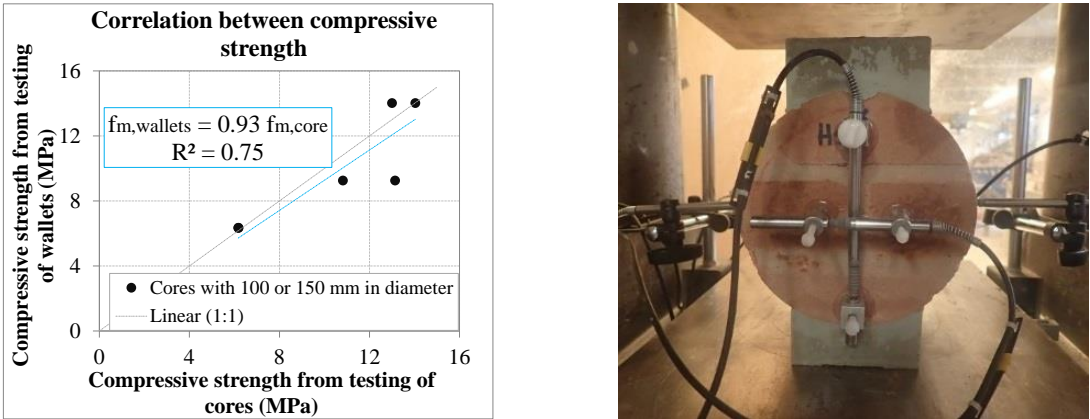 Correlation between compressive
strength
Compressive strength from testing
of wallets (MPa)
16
12
8
4
0
fm,wallets = 0.93 fm,core
R² = 0.75
Cores with 100 or 150 mm in diameter
Linear (1:1)
0 4 8 12 16
Compressive strength from testing of
cores (MPa)